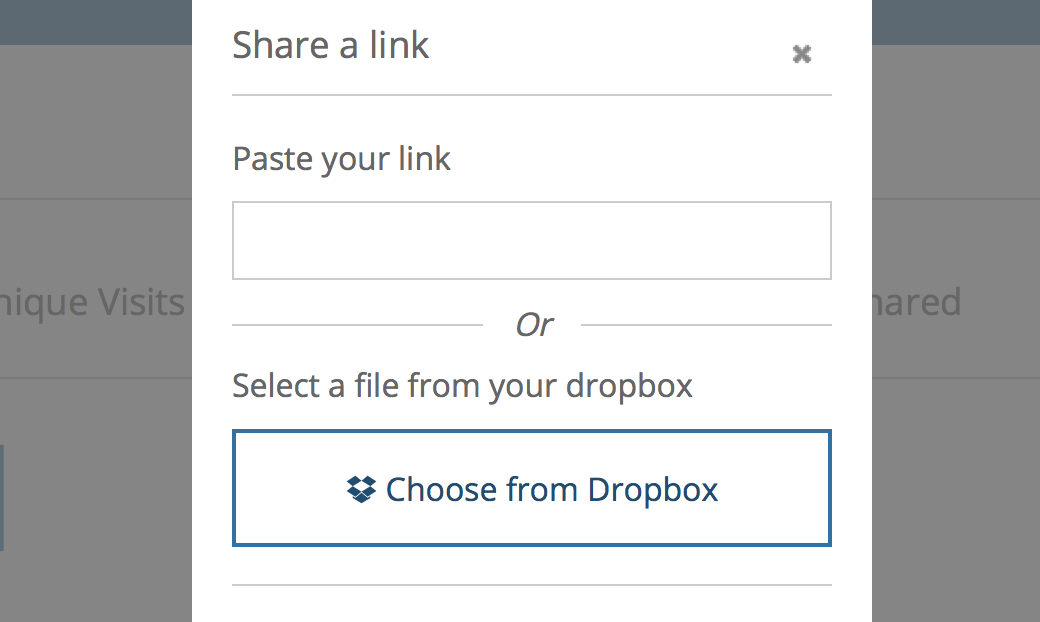 Share a link
Paste your link
nique Visits
hared
Or
Select a file from your dropbox
Choose from Dropbox